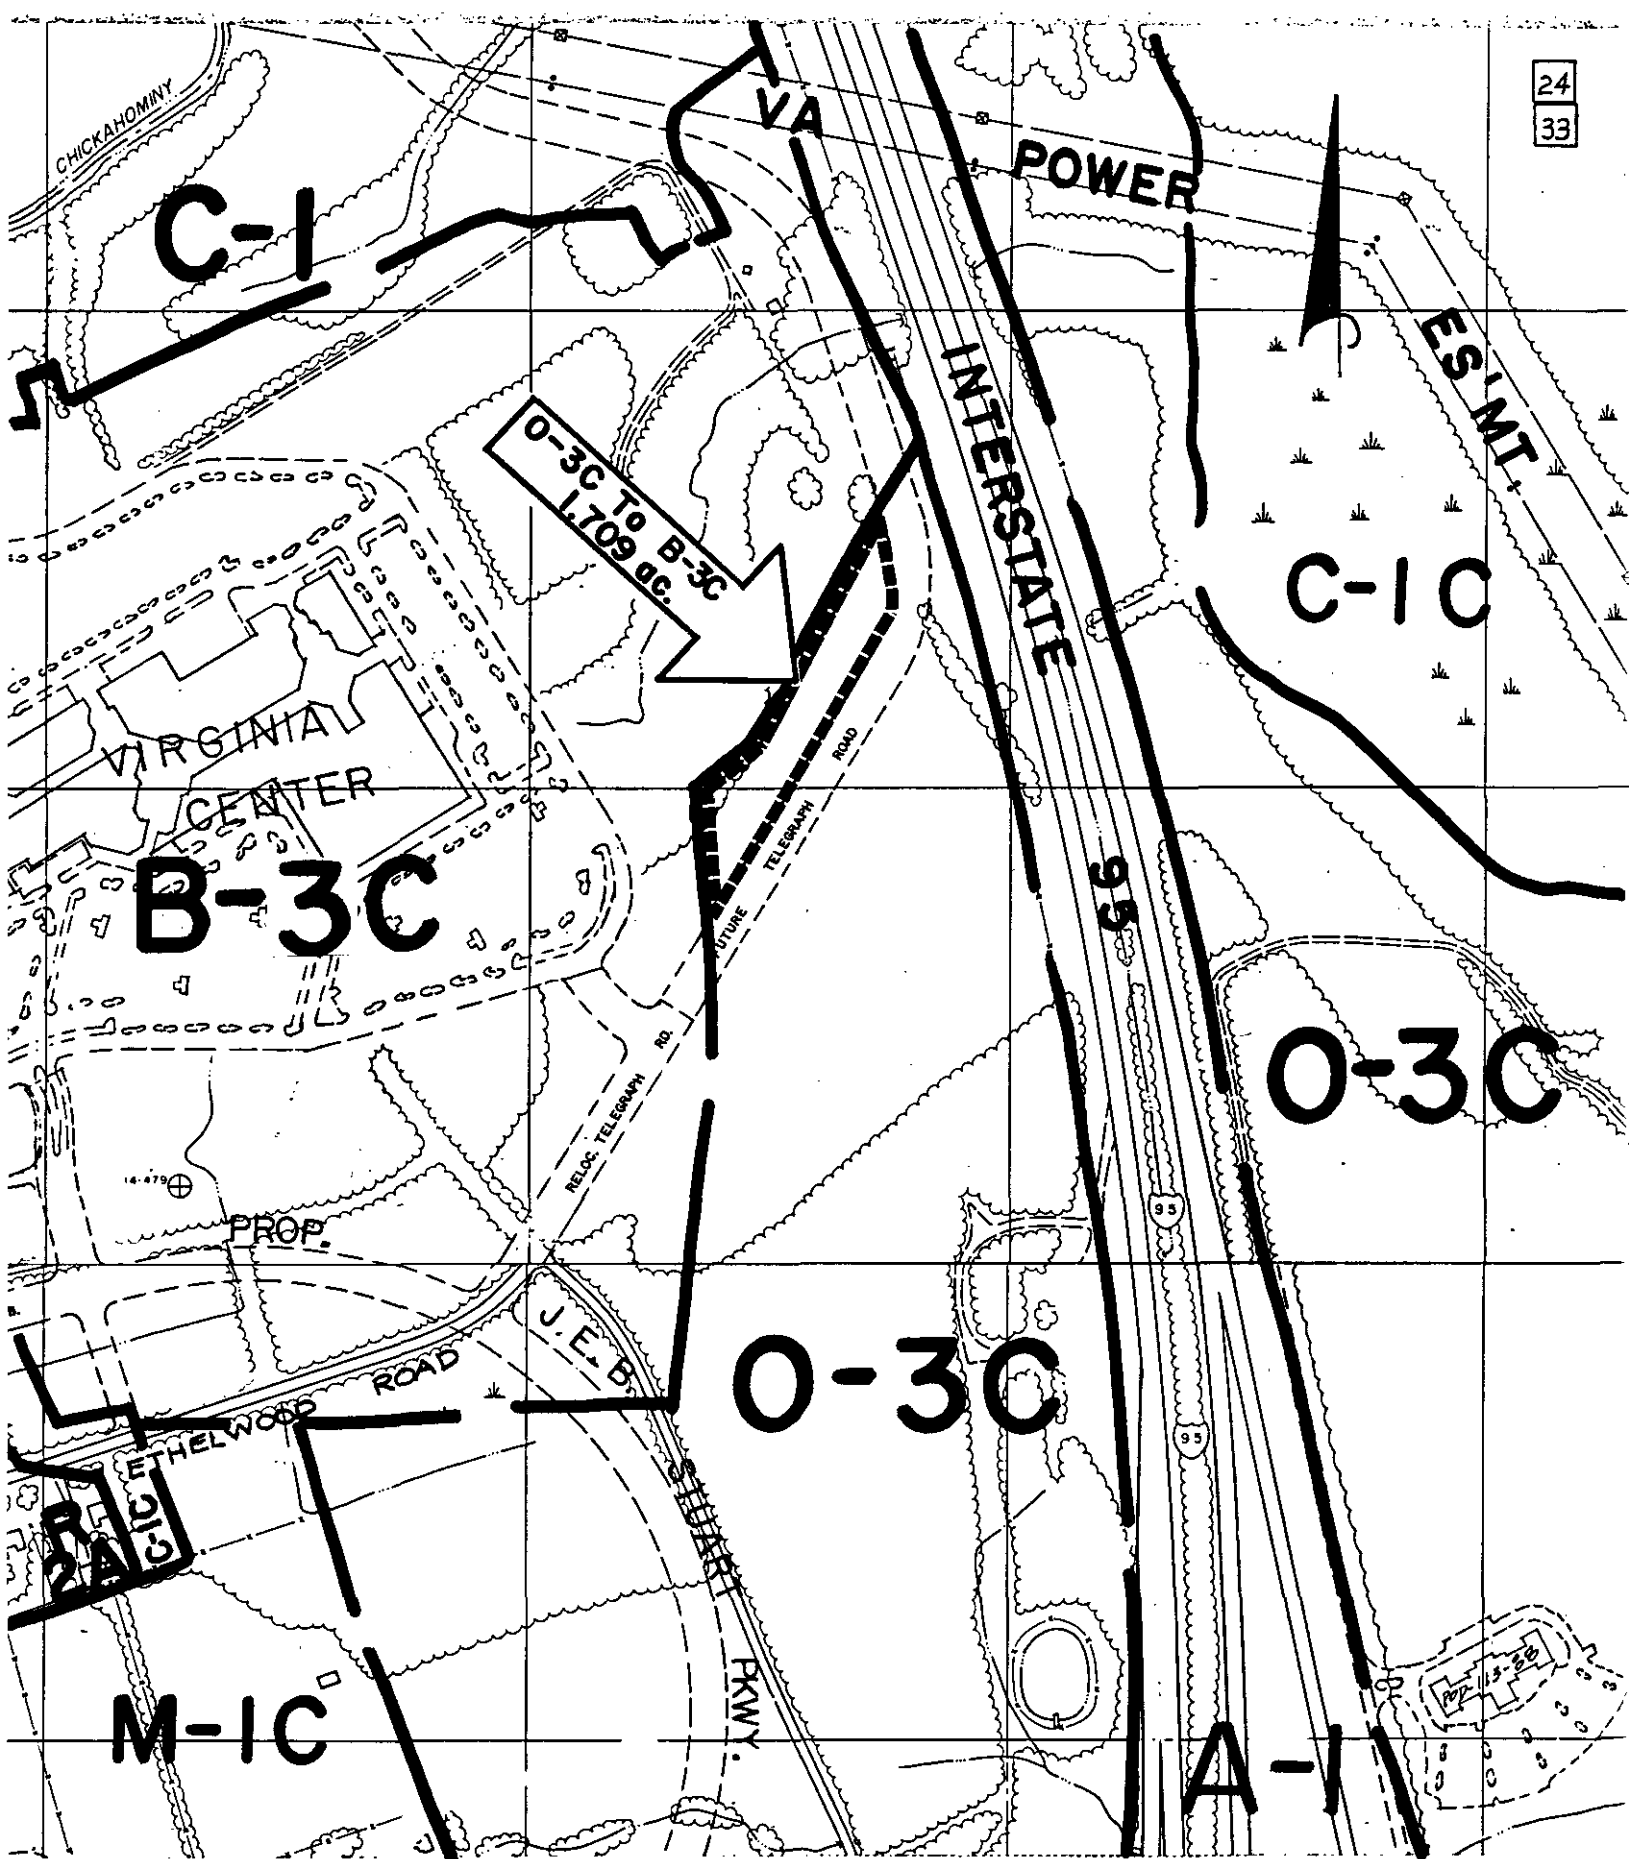 24
33
CHICKAHOMINY
VA
POWER
ES'MT.
C-1
INTERSTATE
95
O-3C To B-3C
1.709 ac.
C-1C
VIRGINIA
CENTER
ROAD
TELEGRAPH
FUTURE
B-3C
O-3C
RELOC. TELEGRAPH RD.
14-479
PROP.
95
J. E. B.
STUART
PKWY.
O-3C
ETHELWOOD
ROAD
95
R
2A
C-1C
M-1C
A-1